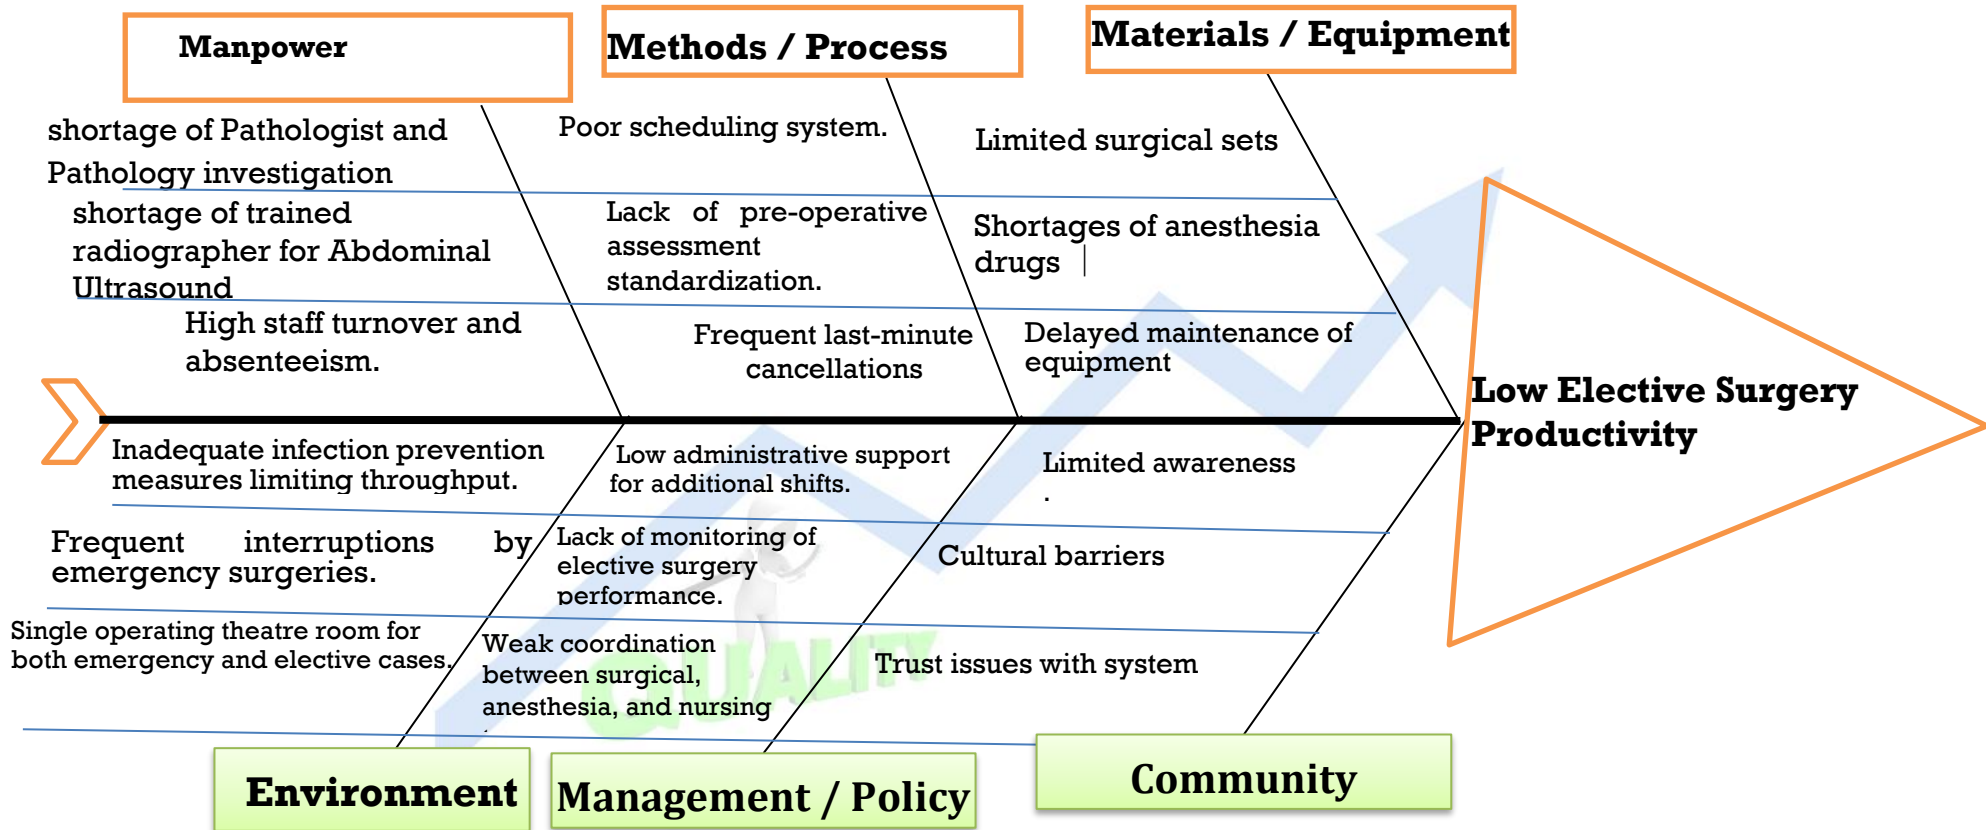 Manpower
Methods / Process
Materials / Equipment
shortage of Pathologist and
Pathology investigation
Poor scheduling system.
Limited surgical sets
shortage of trained
radiographer for Abdominal
Ultrasound
Lack of pre-operative
assessment
standardization.
Shortages of anesthesia
drugs
High staff turnover and
absenteeism.
Frequent last-minute
cancellations
Delayed maintenance of
equipment
Low Elective Surgery
Productivity
Inadequate infection prevention
measures limiting throughput.
Low administrative support
for additional shifts.
Limited awareness
.
Frequent interruptions by
emergency surgeries.
Lack of monitoring of
elective surgery
performance.
Cultural barriers
Single operating theatre room for
both emergency and elective cases.
Weak coordination
between surgical,
anesthesia, and nursing
Trust issues with system
QUALITY
Environment
Management / Policy
Community